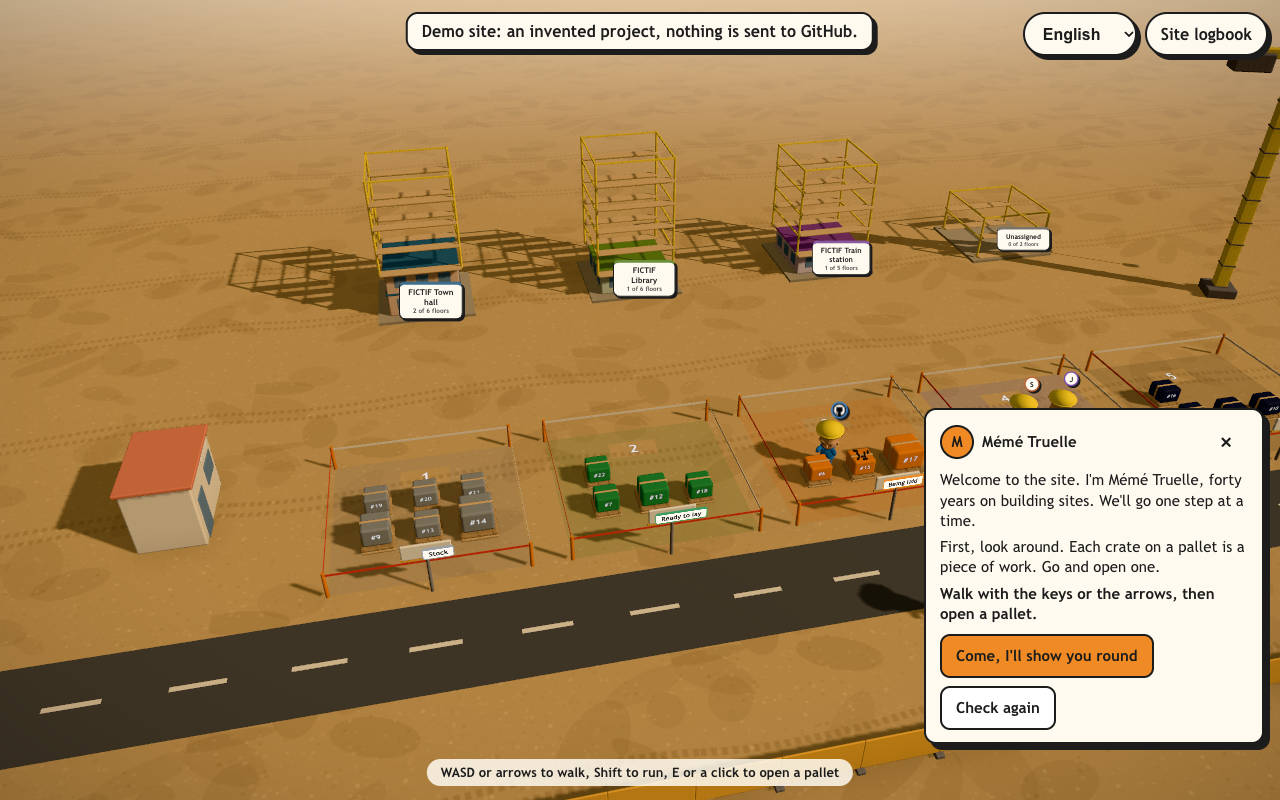 Demo site: an invented project, nothing is sent to GitHub.
English
Site logbook
FICTIF Town
hall
2 of 6 floors
FICTIF
Library
1 of 6 floors
FICTIF Train
station
1 of 5 floors
Unassigned
0 of 2 floors
S
J
1
#19
#20
#21
#9
#13
#14
Stock
2
#22
#7
#12
#18
Ready to lay
#15
#17
Being laid
4
5
M
Mémé Truelle
Welcome to the site. I'm Mémé Truelle, forty
years on building sites. We'll go one step at a
time.
First, look around. Each crate on a pallet is a
piece of work. Go and open one.
Walk with the keys or the arrows, then
open a pallet.
Come, I'll show you round
Check again
WASD or arrows to walk, Shift to run, E or a click to open a pallet